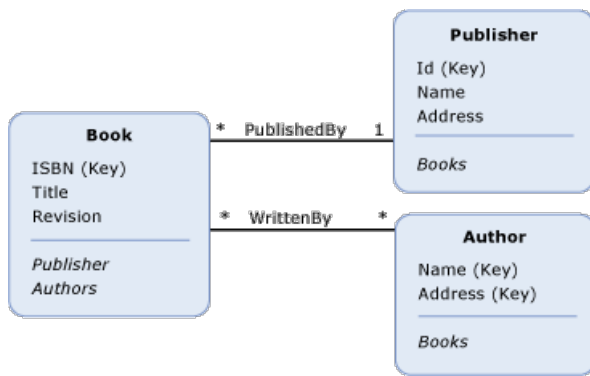 Book
ISBN (Key)
Title
Revision
Publisher
Authors
* PublishedBy 1
* WrittenBy *
Publisher
Id (Key)
Name
Address
Books
Author
Name (Key)
Address (Key)
Books